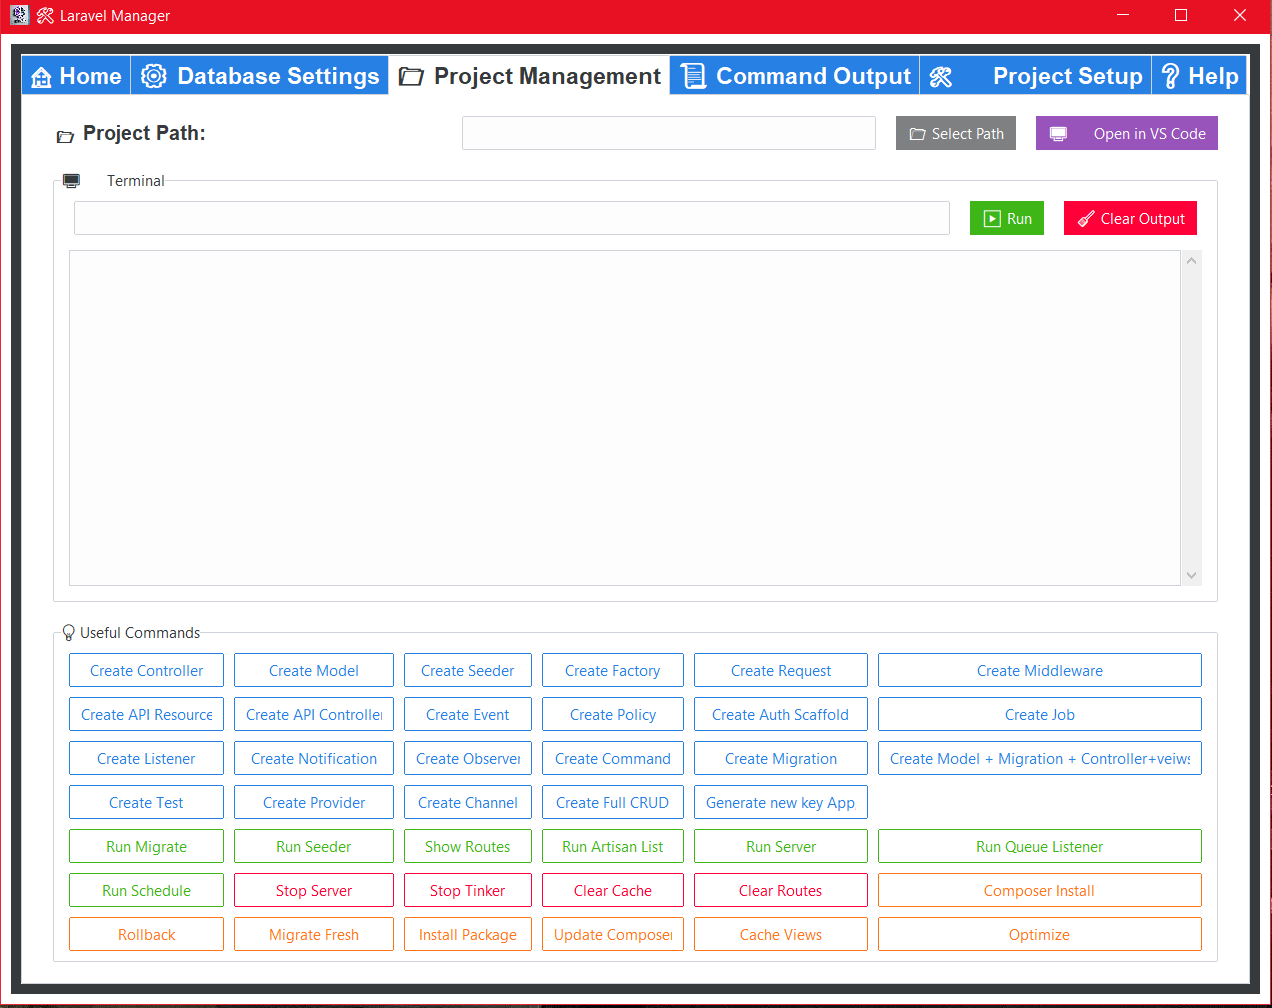 Laravel Manager
Home Database Settings Project Management Command Output Project Setup Help
Project Path: Select Path Open in VS Code
Terminal
Run Clear Output
Useful Commands
Create Controller Create Model Create Seeder Create Factory Create Request Create Middleware
Create API Resource Create API Controller Create Event Create Policy Create Auth Scaffold Create Job
Create Listener Create Notification Create Observer Create Command Create Migration Create Model + Migration + Controller+veiws
Create Test Create Provider Create Channel Create Full CRUD Generate new key App
Run Migrate Run Seeder Show Routes Run Artisan List Run Server Run Queue Listener
Run Schedule Stop Server Stop Tinker Clear Cache Clear Routes Composer Install
Rollback Migrate Fresh Install Package Update Composer Cache Views Optimize